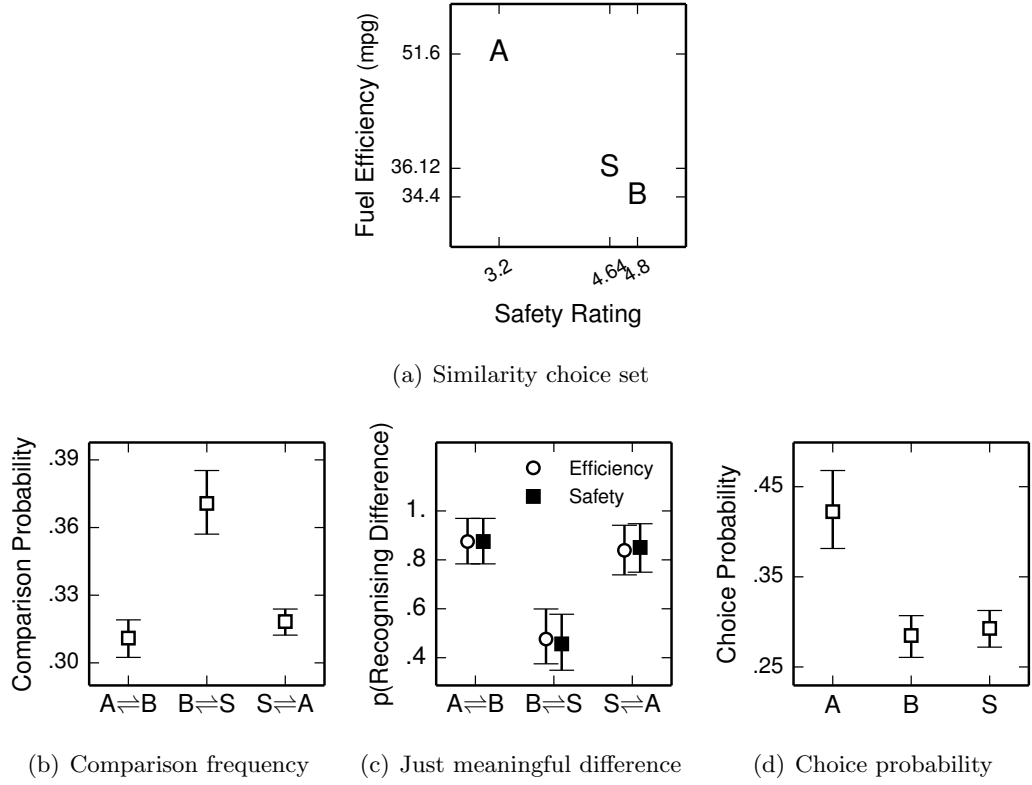 Fuel Efficiency (mpg)
51.6
36.12
34.4
A
S
B
3.2
4.64
4.8
Safety Rating
(a) Similarity choice set
Comparison Probability
.39
.36
.33
.30
A⇌B B⇌S S⇌A
(b) Comparison frequency
p(Recognising Difference)
1.
.8
.6
.4
Efficiency
Safety
A⇌B B⇌S S⇌A
(c) Just meaningful difference
Choice Probability
.45
.35
.25
A B S
(d) Choice probability